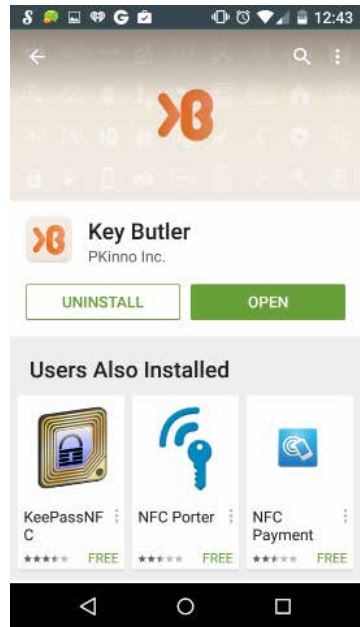 12:43
Key Butler
PKinno Inc.
UNINSTALL
OPEN
Users Also Installed
KeePassNF
C
FREE
NFC Porter
FREE
NFC
Payment
FREE